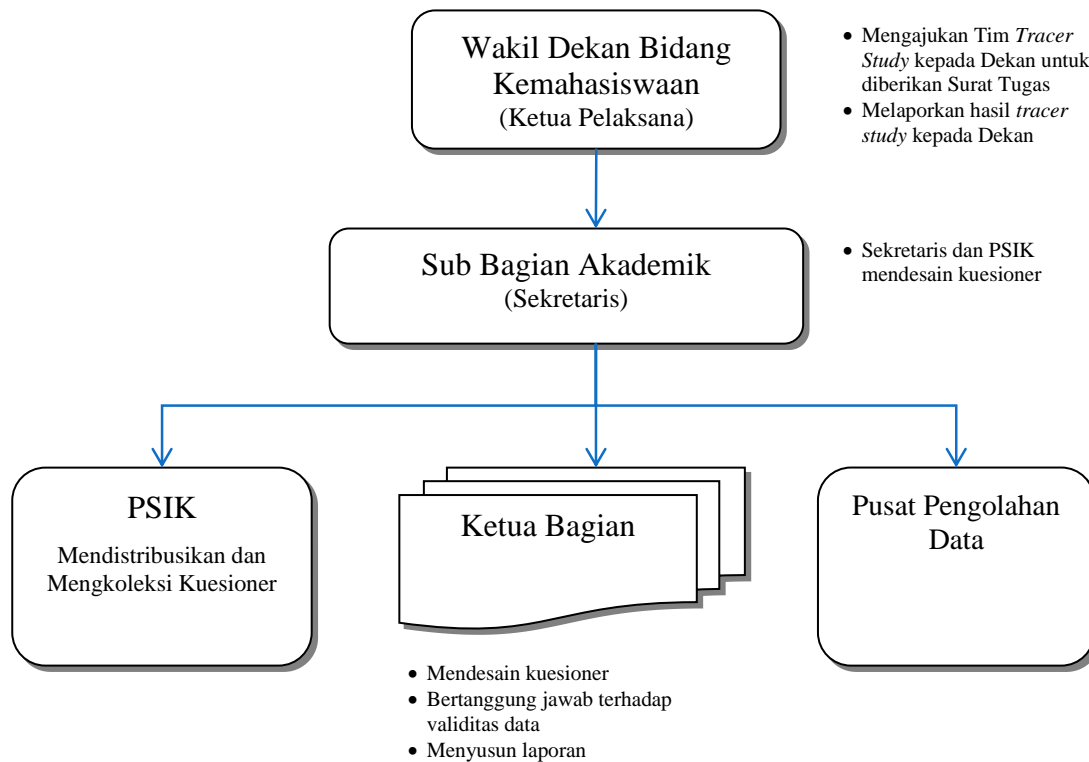 Wakil Dekan Bidang
Kemahasiswaan
(Ketua Pelaksana)
• Mengajukan Tim Tracer
Study kepada Dekan untuk
diberikan Surat Tugas
• Melaporkan hasil tracer
study kepada Dekan
Sub Bagian Akademik
(Sekretaris)
• Sekretaris dan PSIK
mendesain kuesioner
PSIK
Mendistribusikan dan
Mengkoleksi Kuesioner
Ketua Bagian
Pusat Pengolahan
Data
• Mendesain kuesioner
• Bertanggung jawab terhadap
validitas data
• Menyusun laporan